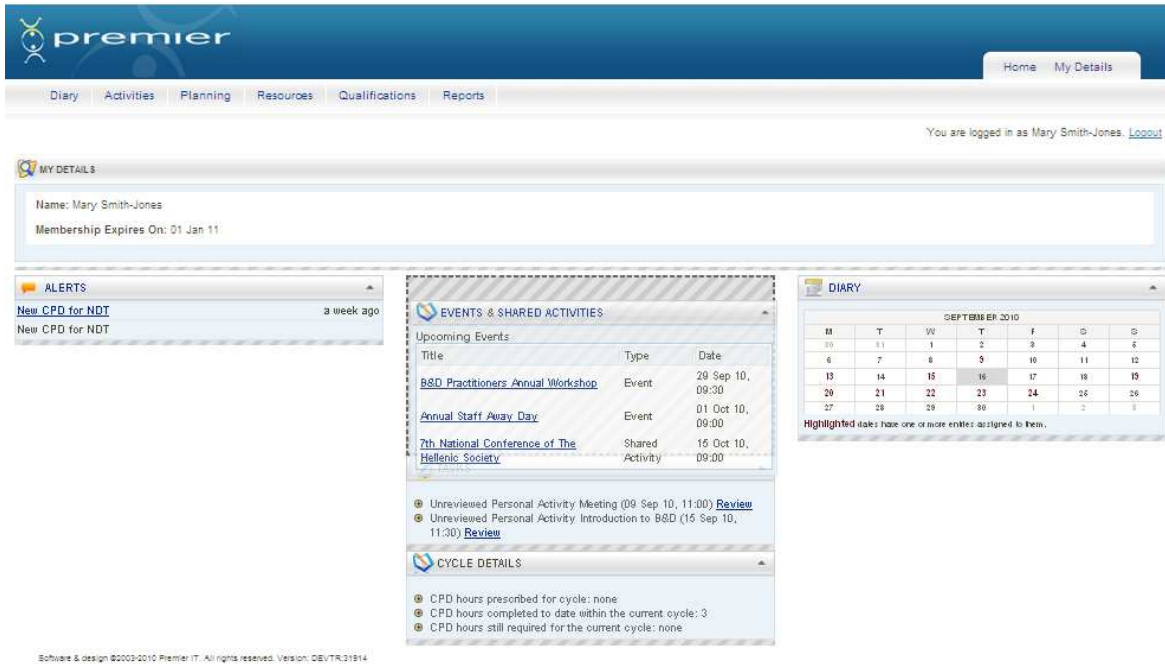 premier
Home My Details
Diary Activities Planning Resources Qualifications Reports
You are logged in as Mary Smith-Jones. Logout
MY DETAILS
Name: Mary Smith-Jones
Membership Expires On: 01 Jan 11
ALERTS
New CPD for NDT a week ago
New CPD for NDT
EVENTS & SHARED ACTIVITIES
Upcoming Events
Title Type Date
B&D Practitioners Annual Workshop Event 29 Sep 10,
09:30
Annual Staff Away Day Event 01 Oct 10,
09:00
7th National Conference of The Shared 15 Oct 10,
Hellenic Society Activity 09:00
TASKS
Unreviewed Personal Activity Meeting (09 Sep 10, 11:00) Review
Unreviewed Personal Activity Introduction to B&D (15 Sep 10,
11:30) Review
CYCLE DETAILS
CPD hours prescribed for cycle: none
CPD hours completed to date within the current cycle: 3
CPD hours still required for the current cycle: none
DIARY
SEPTEMBER 2010
M T W T F S S
30 31 1 2 3 4 5
6 7 8 9 10 11 12
13 14 15 16 17 18 19
20 21 22 23 24 25 26
27 28 29 30 1 2 3
Highlighted dates have one or more entries assigned to them.
Software & design ©2003-2010 Premier IT. All rights reserved. Version: DEVTR:31914